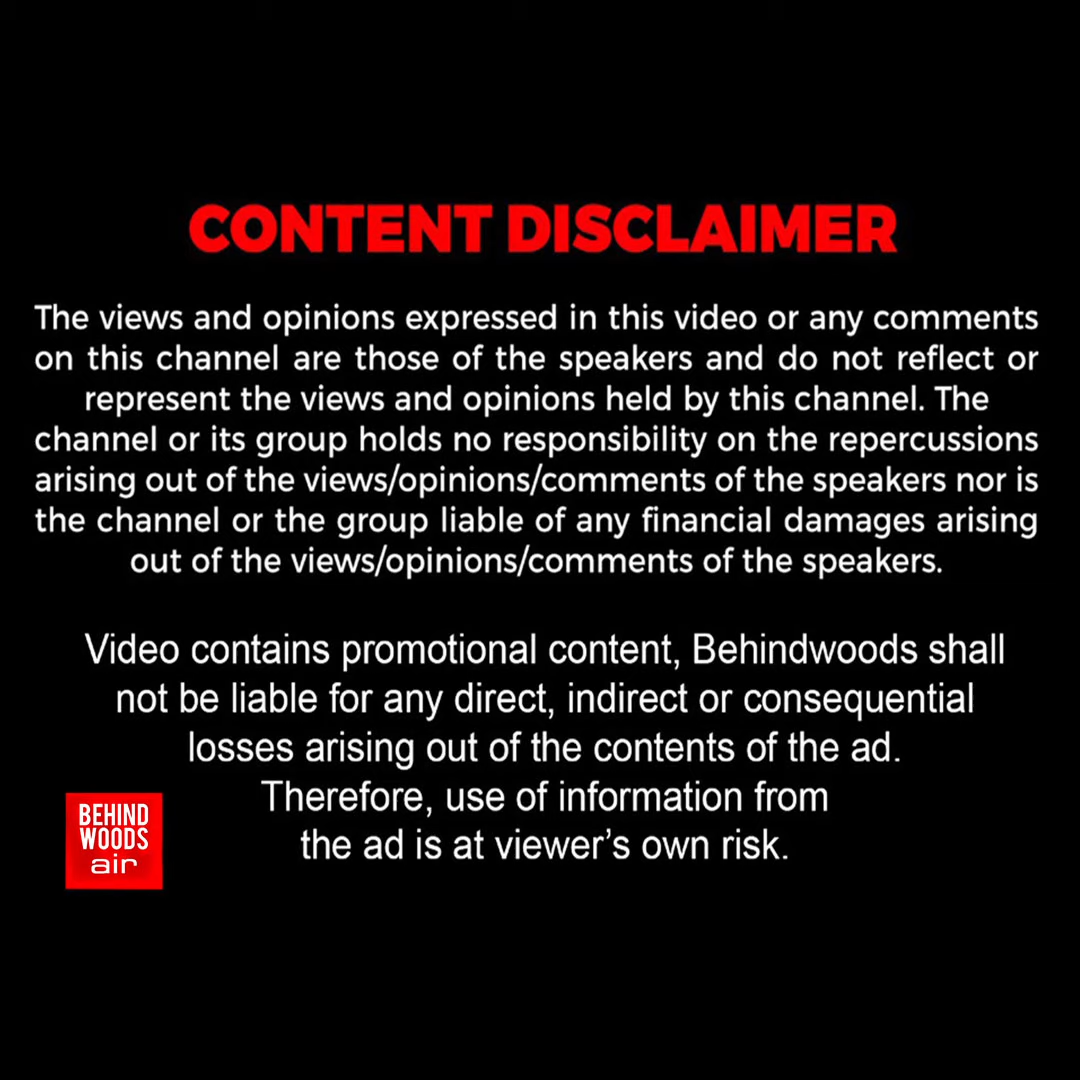 CONTENT DISCLAIMER
The views and opinions expressed in this video or any comments
on this channel are those of the speakers and do not reflect or
represent the views and opinions held by this channel. The
channel or its group holds no responsibility on the repercussions
arising out of the views/opinions/comments of the speakers nor is
the channel or the group liable of any financial damages arising
out of the views/opinions/comments of the speakers.
Video contains promotional content, Behindwoods shall
not be liable for any direct, indirect or consequential
losses arising out of the contents of the ad.
Therefore, use of information from
the ad is at viewer’s own risk.
BEHIND
WOODS
air